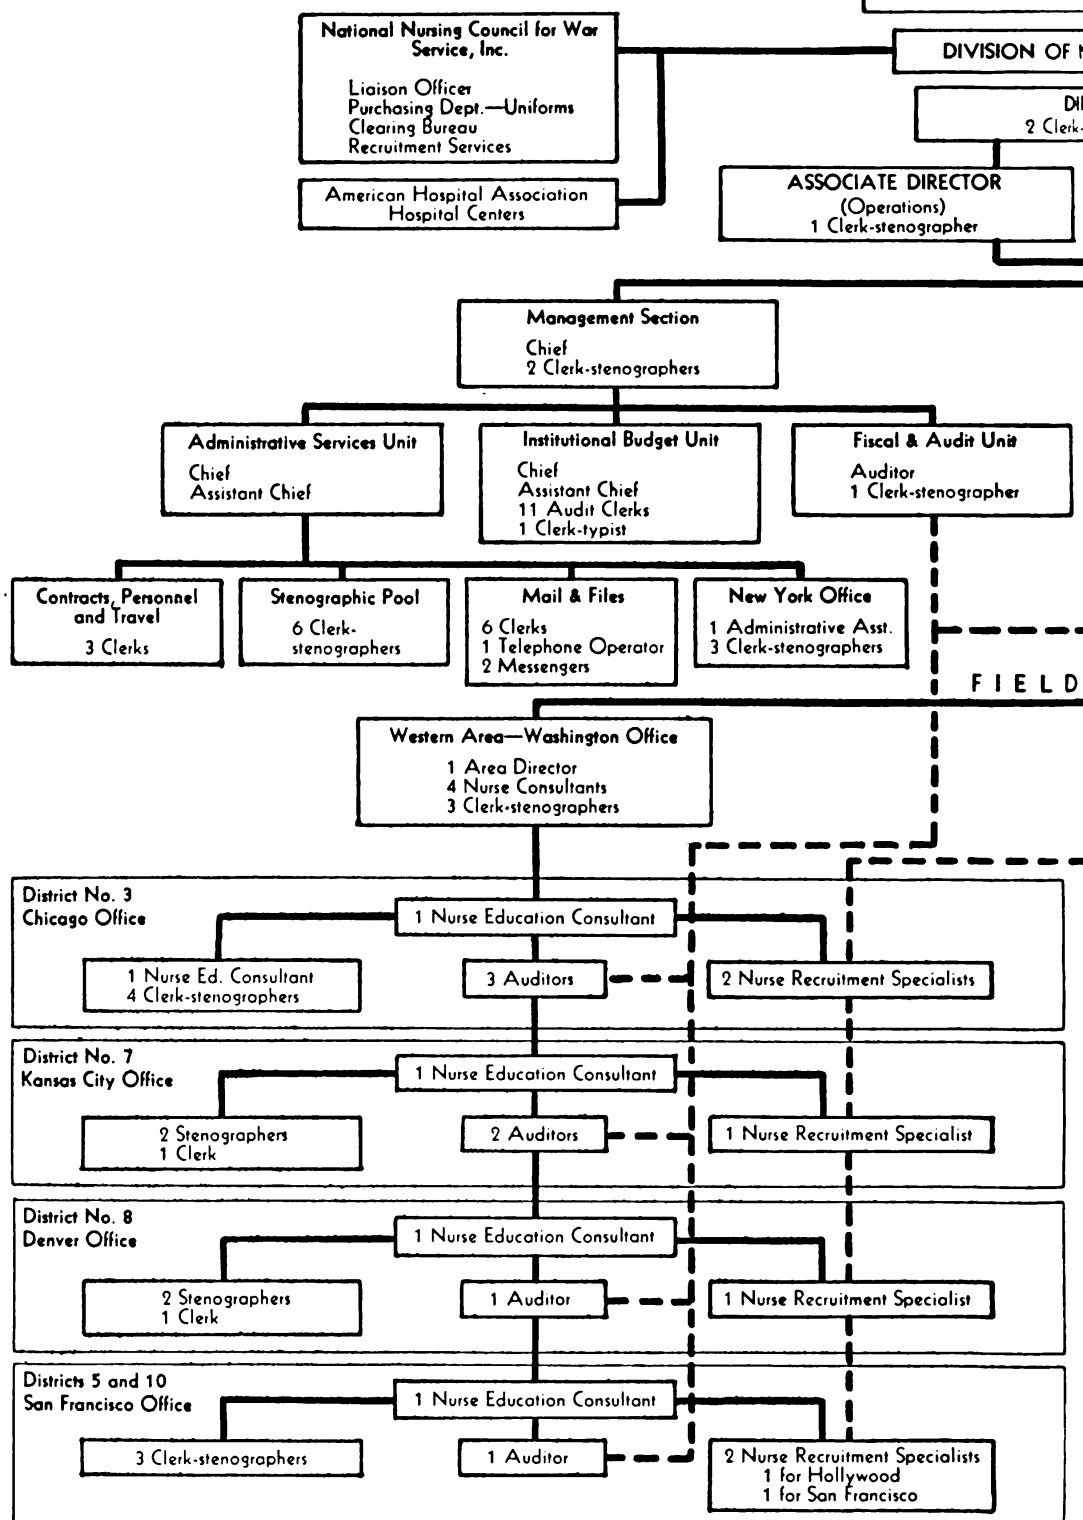 National Nursing Council for War
Service, Inc.
Liaison Officer
Purchasing Dept.—Uniforms
Clearing Bureau
Recruitment Services
American Hospital Association
Hospital Centers
DIVISION OF
2 Clerk-
ASSOCIATE DIRECTOR
(Operations)
1 Clerk-stenographer
Management Section
Chief
2 Clerk-stenographers
Administrative Services Unit
Chief
Assistant Chief
Institutional Budget Unit
Chief
Assistant Chief
11 Audit Clerks
1 Clerk-typist
Fiscal & Audit Unit
Auditor
1 Clerk-stenographer
Contracts, Personnel
and Travel
3 Clerks
Stenographic Pool
6 Clerk-
stenographers
Mail & Files
6 Clerks
1 Telephone Operator
2 Messengers
New York Office
1 Administrative Asst.
3 Clerk-stenographers
FIELD
Western Area—Washington Office
1 Area Director
4 Nurse Consultants
3 Clerk-stenographers
District No. 3
Chicago Office
1 Nurse Education Consultant
1 Nurse Ed. Consultant
4 Clerk-stenographers
3 Auditors
2 Nurse Recruitment Specialists
District No. 7
Kansas City Office
1 Nurse Education Consultant
2 Stenographers
1 Clerk
2 Auditors
1 Nurse Recruitment Specialist
District No. 8
Denver Office
1 Nurse Education Consultant
2 Stenographers
1 Clerk
1 Auditor
1 Nurse Recruitment Specialist
Districts 5 and 10
San Francisco Office
1 Nurse Education Consultant
3 Clerk-stenographers
1 Auditor
2 Nurse Recruitment Specialists
1 for Hollywood
1 for San Francisco